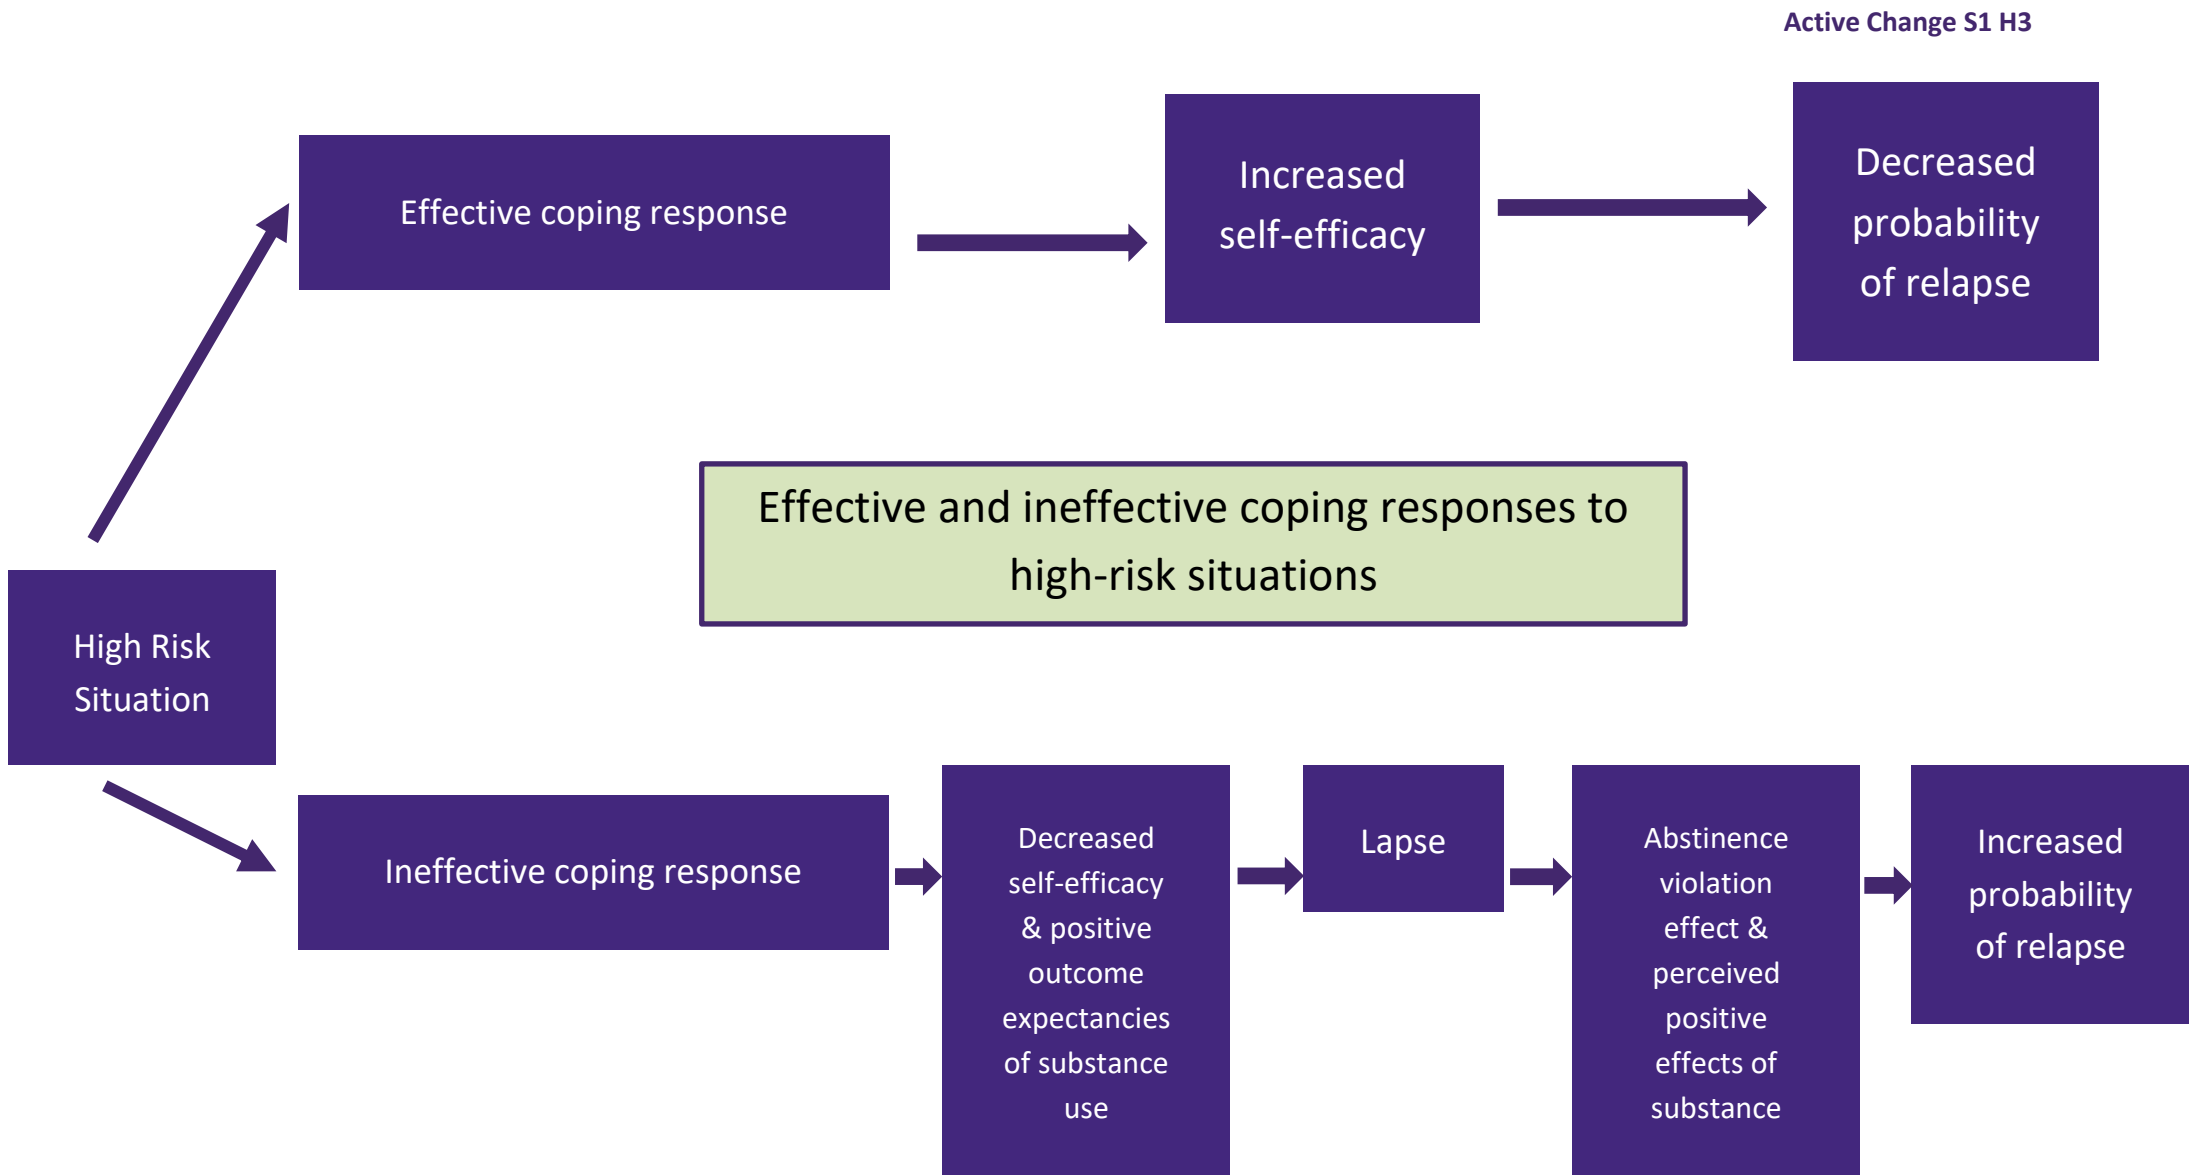 Active Change S1 H3
Effective coping response
Increased
self-efficacy
Decreased
probability
of relapse
Effective and ineffective coping responses to
high-risk situations
High Risk
Situation
Ineffective coping response
Decreased
self-efficacy
& positive
outcome
expectancies
of substance
use
Lapse
Abstinence
violation
effect &
perceived
positive
effects of
substance
Increased
probability
of relapse